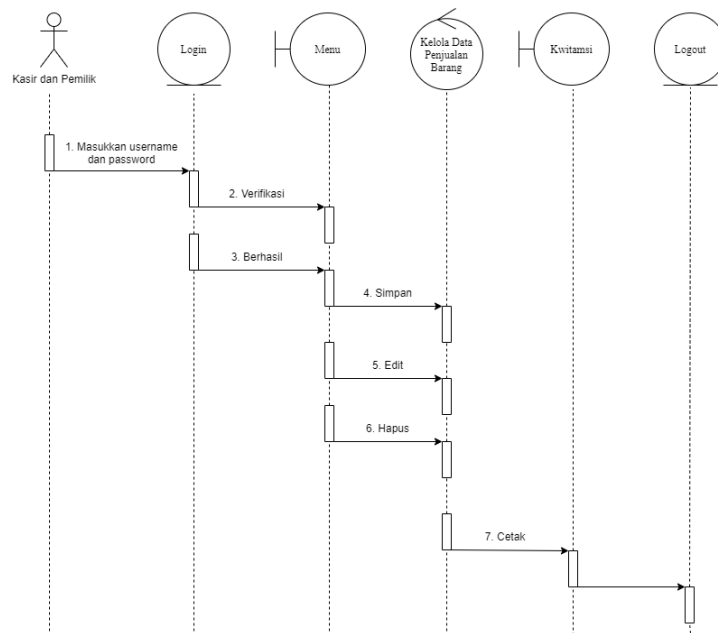 Kasir dan Pemilik
Login
Menu
Kelola Data
Penjualan
Barang
Kwitamsi
Logout
1. Masukkan username
dan password
2. Verifikasi
3. Berhasil
4. Simpan
5. Edit
6. Hapus
7. Cetak